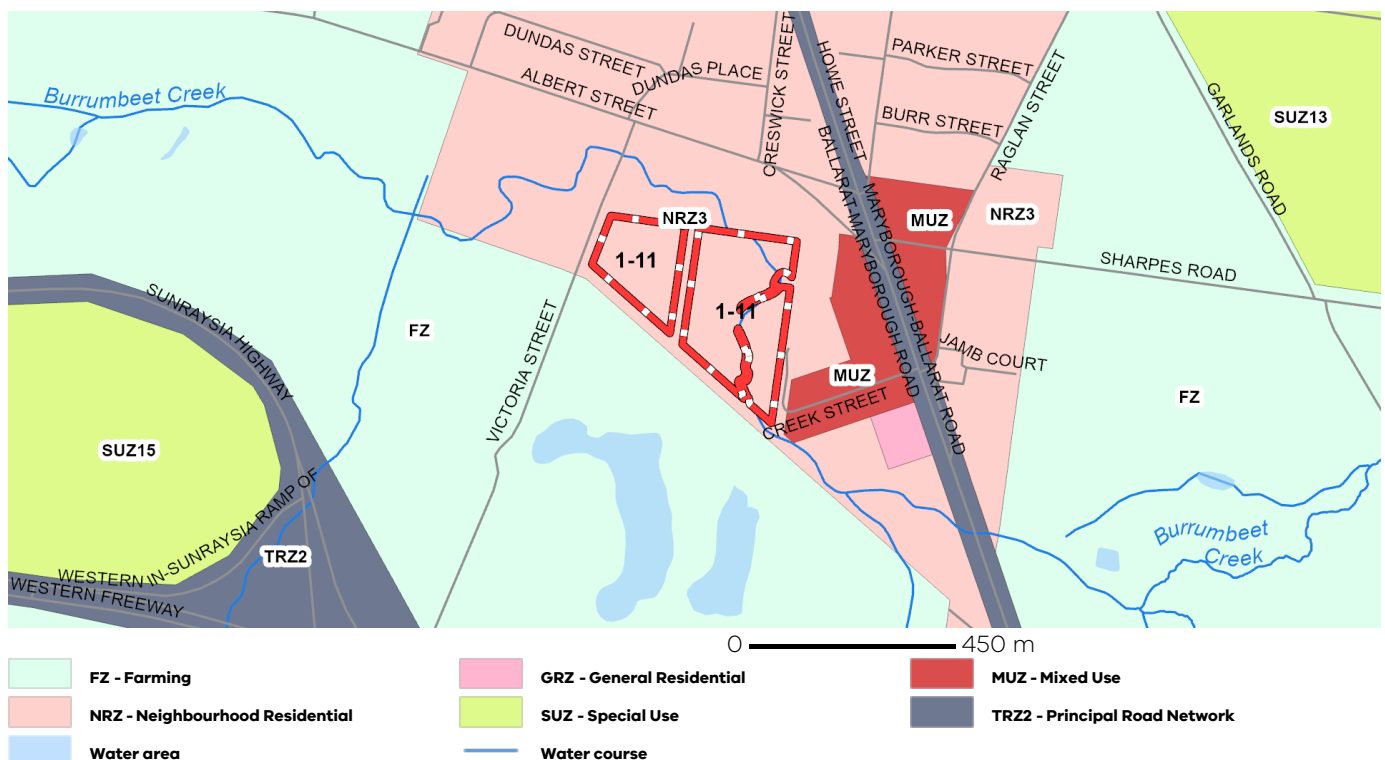 DUNDAS STREET
DUNDAS PLACE
ALBERT STREET
CRESWICK STREET
HOWE STREET
PARKER STREET
BURR STREET
RAGLAN STREET
GARLANDS ROAD
SUZ13
Burrumbeet Creek
NRZ3
MUZ
NRZ3
1-11
1-11
SHARPES ROAD
BALLARAT-MARYBOROUGH ROAD
MARYBOROUGH-BALLARAT ROAD
SUNRAYSIA HIGHWAY
FZ
VICTORIA STREET
JAMB COURT
MUZ
CREEK STREET
FZ
SUZ15
WESTERN IN-SUNRAYSIA RAMP OF
TRZ2
WESTERN FREEWAY
Burrumbeet
Creek
0 450 m
FZ - Farming
GRZ - General Residential
MUZ - Mixed Use
NRZ - Neighbourhood Residential
SUZ - Special Use
TRZ2 - Principal Road Network
Water area
Water course